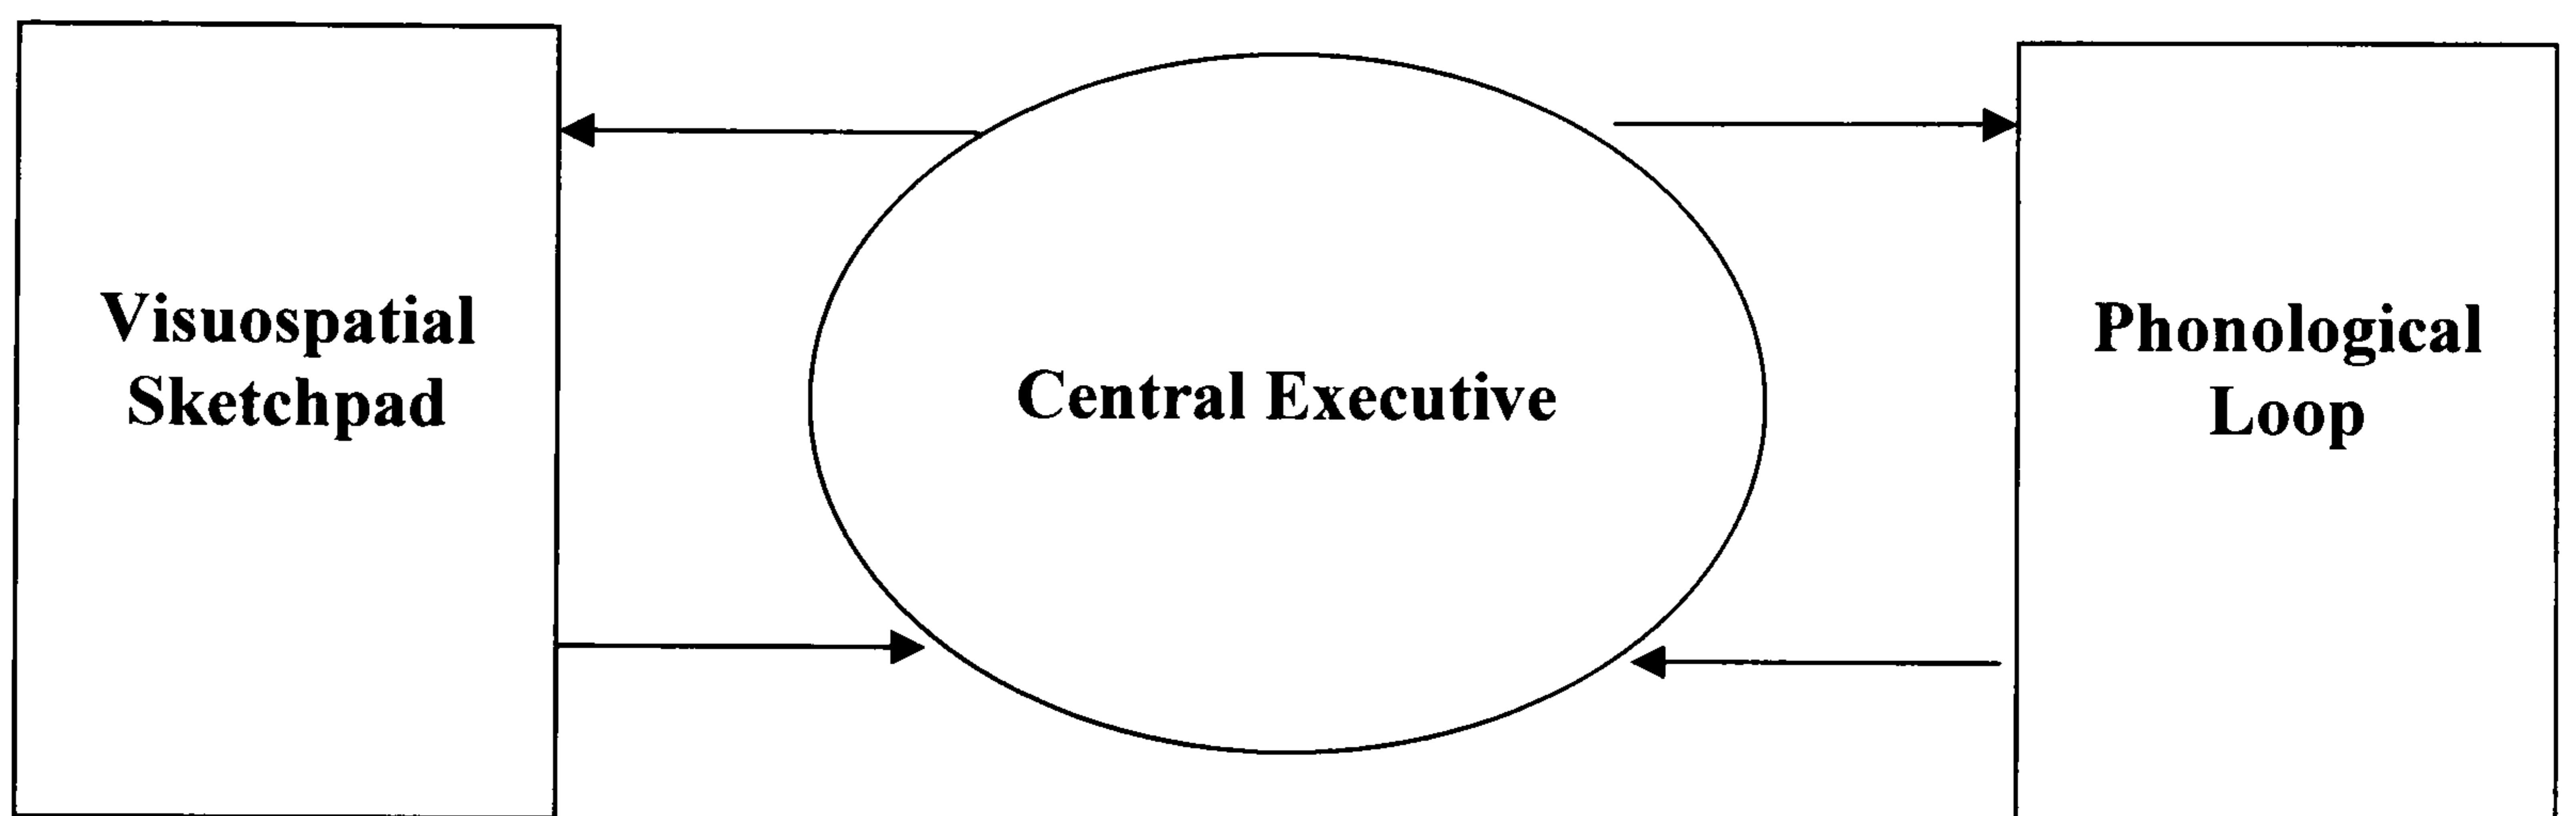 Visuospatial
Sketchpad
Central Executive
Phonological
Loop